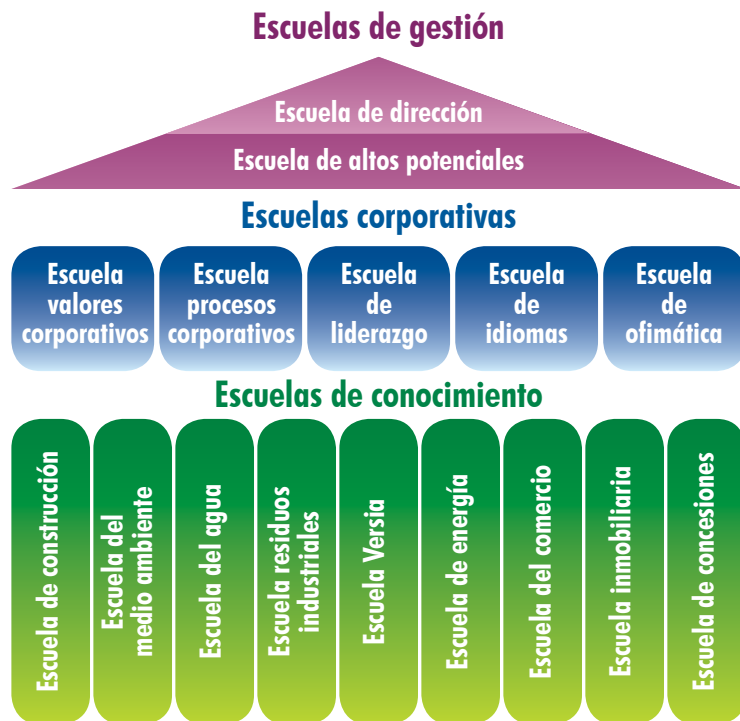 Escuelas de gestión
Escuela de dirección
Escuela de altos potenciales
Escuelas corporativas
Escuela
valores
corporativos
Escuela
procesos
corporativos
Escuela
de
liderazgo
Escuela
de
idiomas
Escuela
de
ofimática
Escuelas de conocimiento
Escuela de construcción
Escuela del
medio ambiente
Escuela del agua
Escuela residuos
industriales
Escuela Versia
Escuela de energía
Escuela del comercio
Escuela inmobiliaria
Escuela de concesiones